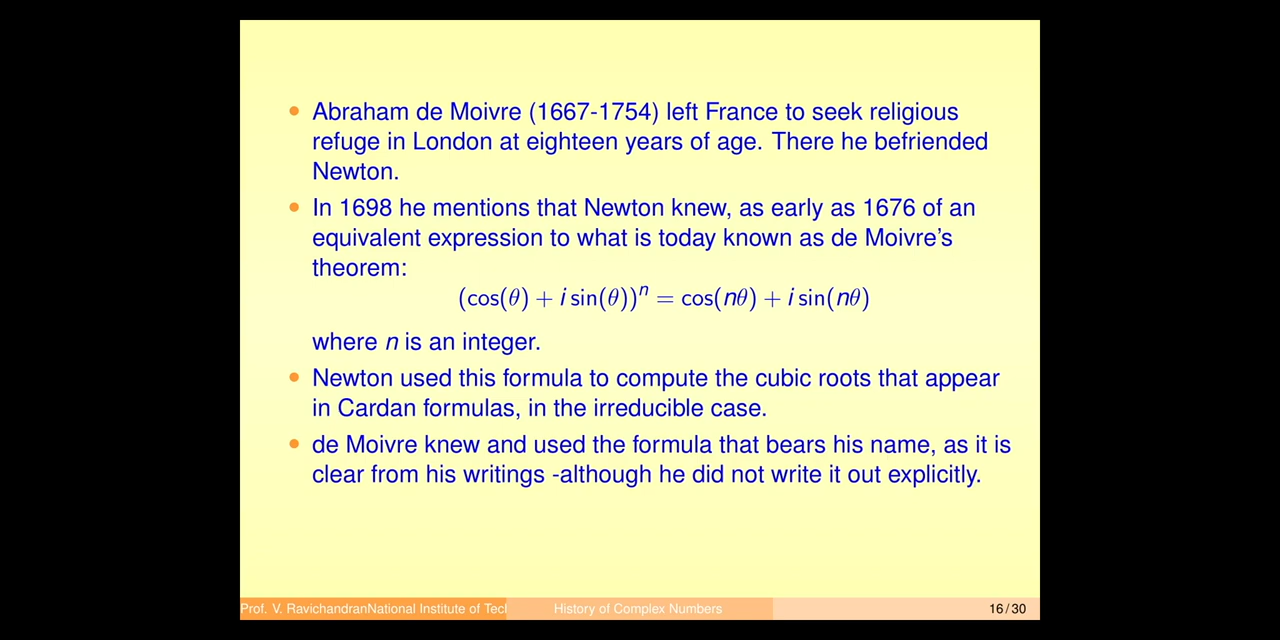 • Abraham de Moivre (1667-1754) left France to seek religious
refuge in London at eighteen years of age. There he befriended
Newton.
• In 1698 he mentions that Newton knew, as early as 1676 of an
equivalent expression to what is today known as de Moivre's
theorem:
(cos(θ) + i sin(θ))ⁿ = cos(nθ) + i sin(nθ)
where n is an integer.
• Newton used this formula to compute the cubic roots that appear
in Cardan formulas, in the irreducible case.
• de Moivre knew and used the formula that bears his name, as it is
clear from his writings -although he did not write it out explicitly.
Prof. V. RavichandranNational Institute of Tecl History of Complex Numbers 16 / 30